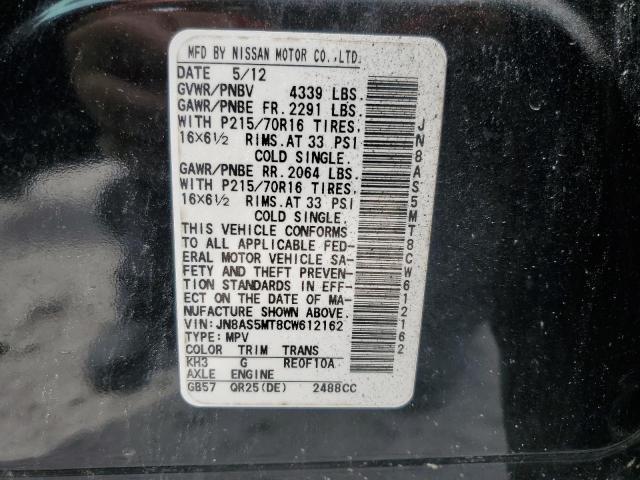 MFD BY NISSAN MOTOR CO.,LTD.
DATE 5/12
GVWR/PNBV 4339 LBS.
GAWR/PNBE FR.2291 LBS.
WITH P215/70R16 TIRES.
16×6½ RIMS.AT 33 PSI
COLD SINGLE.
GAWR/PNBE RR.2064 LBS.
WITH P215/70R16 TIRES.
16×6½ RIMS.AT 33 PSI
COLD SINGLE.
THIS VEHICLE CONFORMS
TO ALL APPLICABLE FED-
ERAL MOTOR VEHICLE SA-
FETY AND THEFT PREVEN-
TION STANDARDS IN EFF-
ECT ON THE DATE OF MA-
NUFACTURE SHOWN ABOVE.
VIN:JN8AS5MT8CW612162
TYPE:MPV
COLOR TRIM TRANS
KH3 G RE0F10A
AXLE ENGINE
GB57 QR25(DE) 2488CC
JN8AS5MT8CW612162